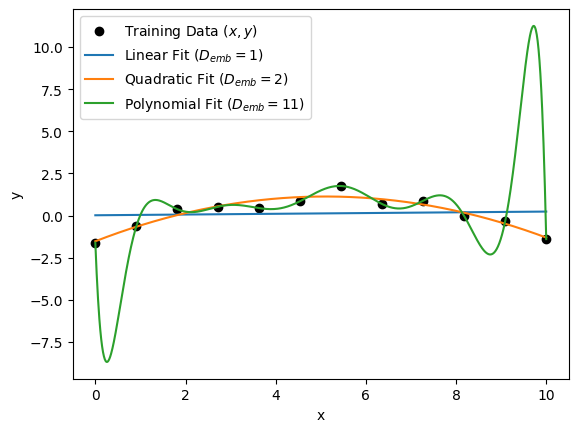 Training Data (x, y)
Linear Fit (D_emb = 1)
Quadratic Fit (D_emb = 2)
Polynomial Fit (D_emb = 11)
10.0
7.5
5.0
2.5
0.0
−2.5
−5.0
−7.5
y
0 2 4 6 8 10
x